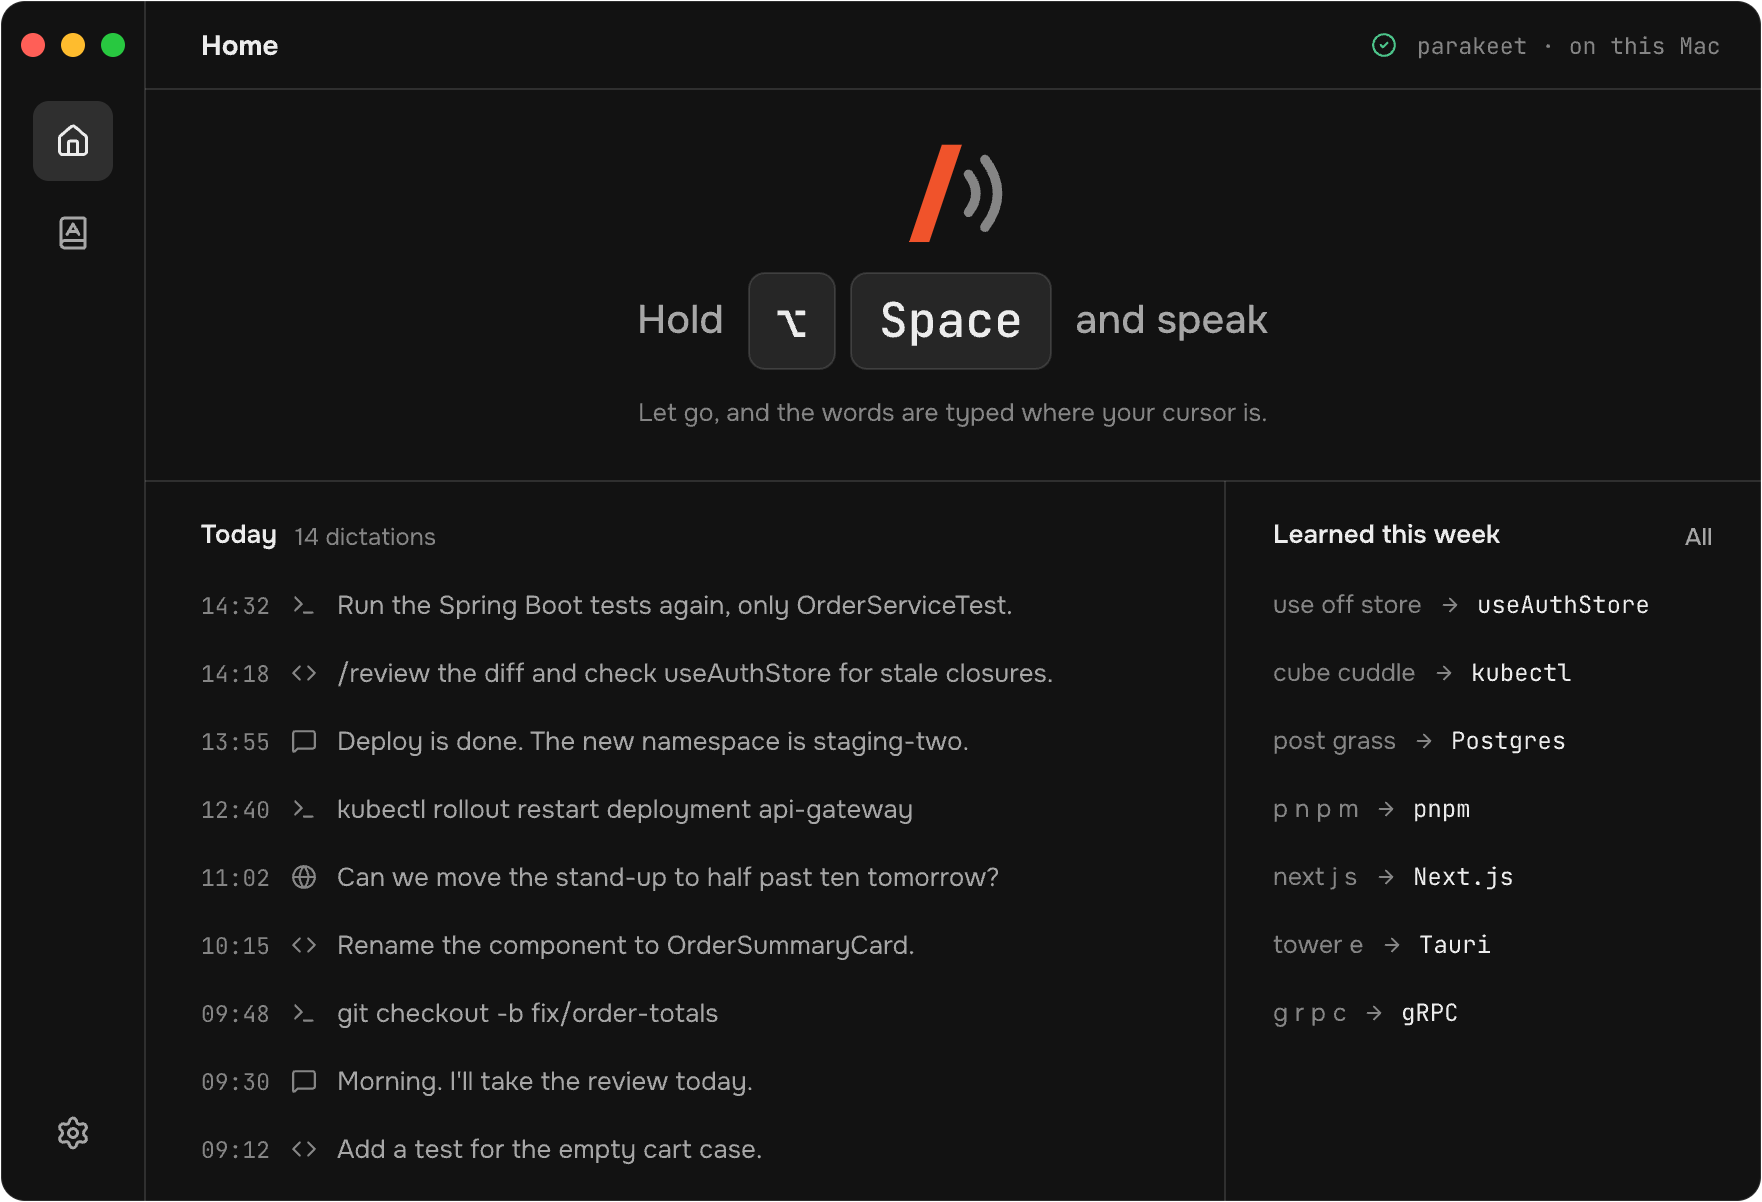 Home
parakeet · on this Mac
Hold ⌥ Space and speak
Let go, and the words are typed where your cursor is.
Today 14 dictations
14:32 Run the Spring Boot tests again, only OrderServiceTest.
14:18 /review the diff and check useAuthStore for stale closures.
13:55 Deploy is done. The new namespace is staging-two.
12:40 kubectl rollout restart deployment api-gateway
11:02 Can we move the stand-up to half past ten tomorrow?
10:15 Rename the component to OrderSummaryCard.
09:48 git checkout -b fix/order-totals
09:30 Morning. I'll take the review today.
09:12 Add a test for the empty cart case.
Learned this week All
use off store → useAuthStore
cube cuddle → kubectl
post grass → Postgres
p n p m → pnpm
next j s → Next.js
tower e → Tauri
g r p c → gRPC